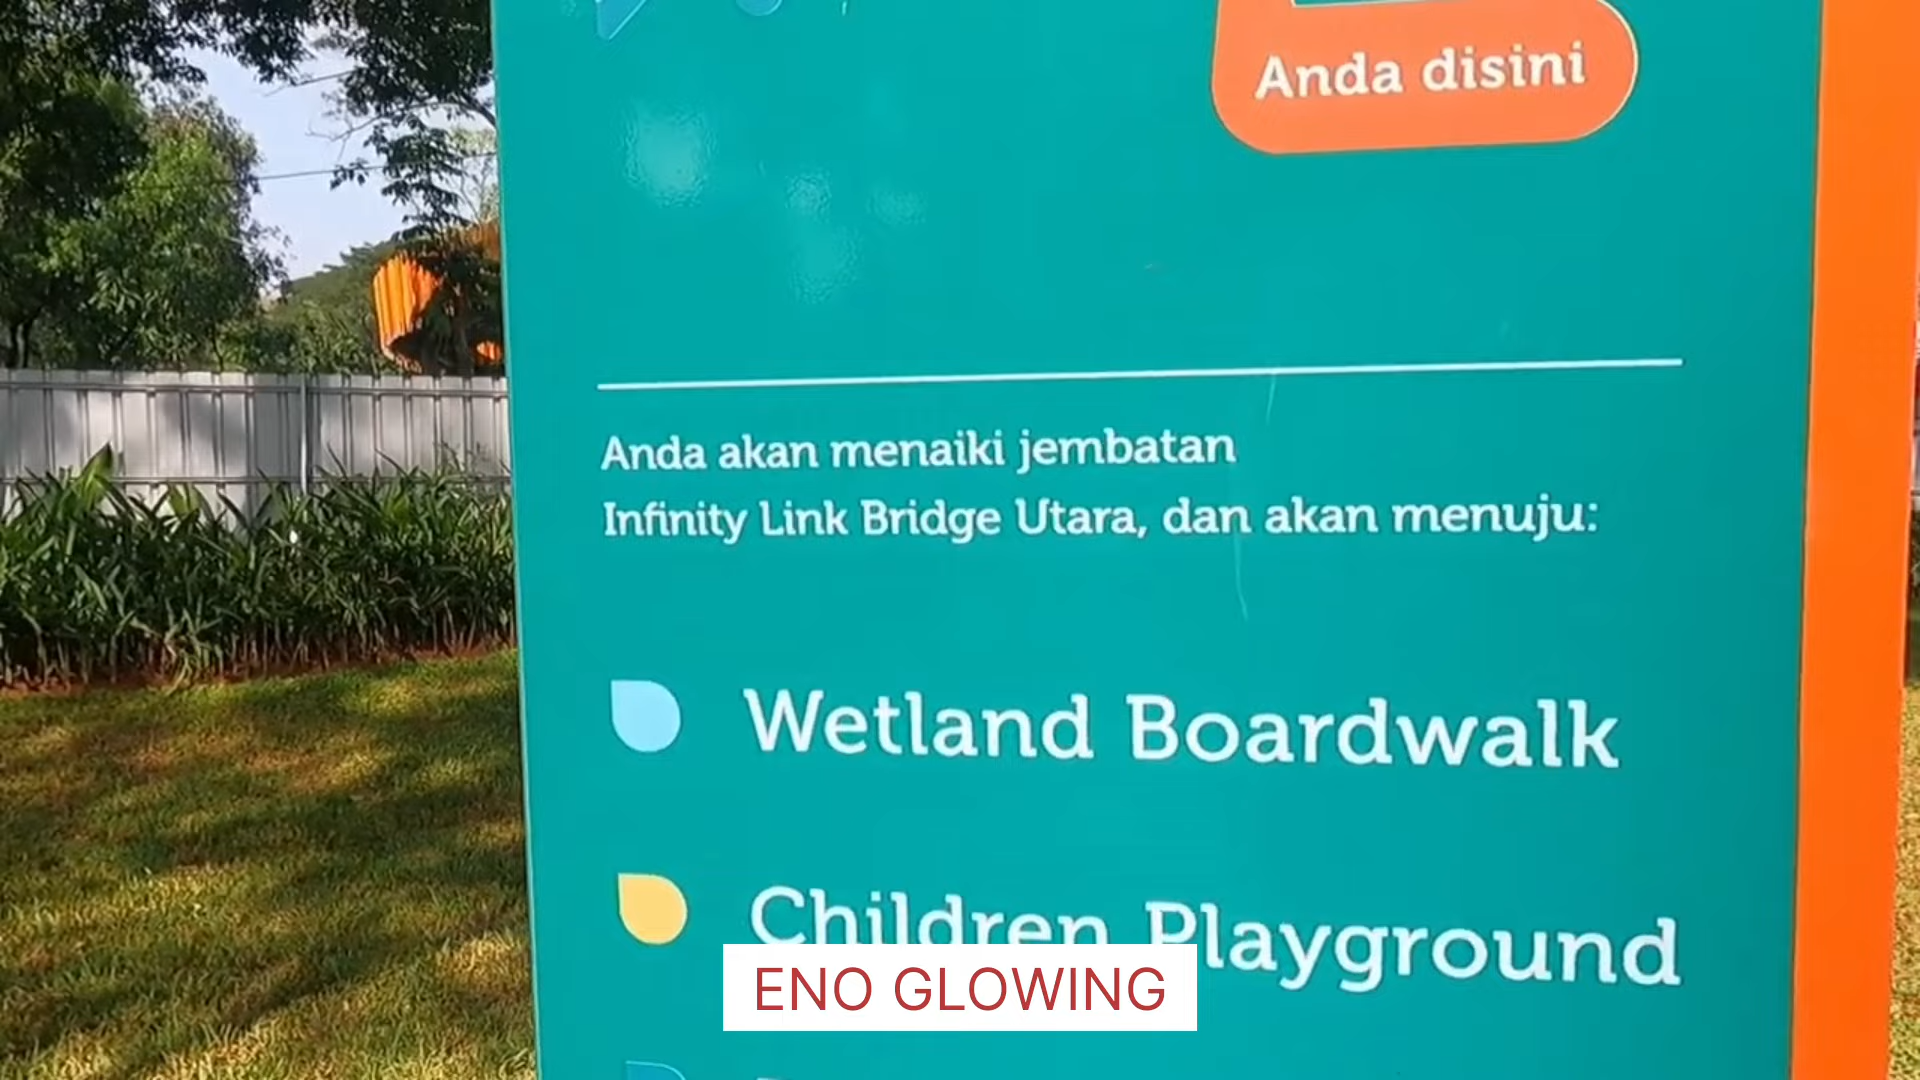 Anda disini
Anda akan menaiki jembatan
Infinity Link Bridge Utara, dan akan menuju:
Wetland Boardwalk
Children Playground
ENO GLOWING